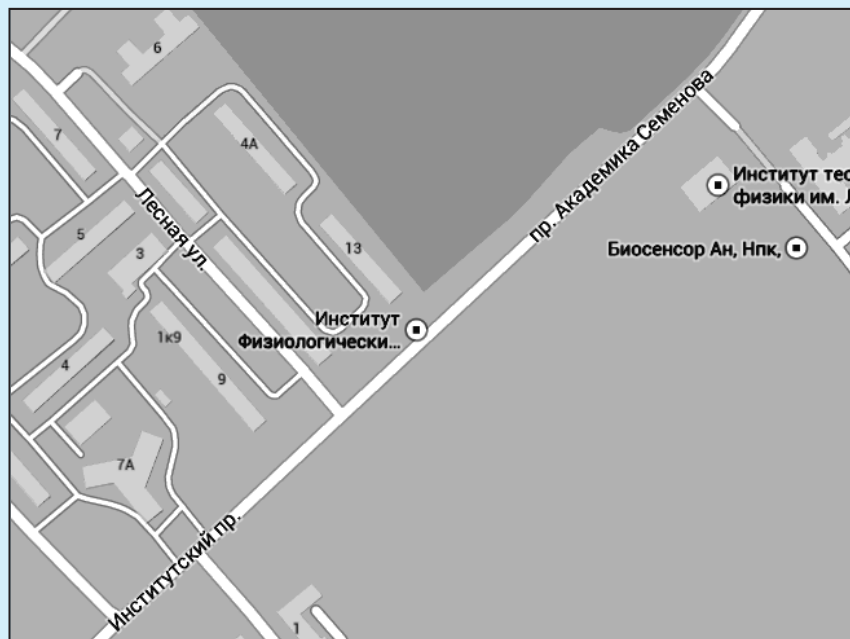 6
7
4А
пр. Академика Семенова
Институт тео
физики им. Л
Лесная ул.
5
3
13
Биосенсор Ан, Нпк,
Институт
Физиологически...
1к9
4
9
7А
Институтский пр.
1